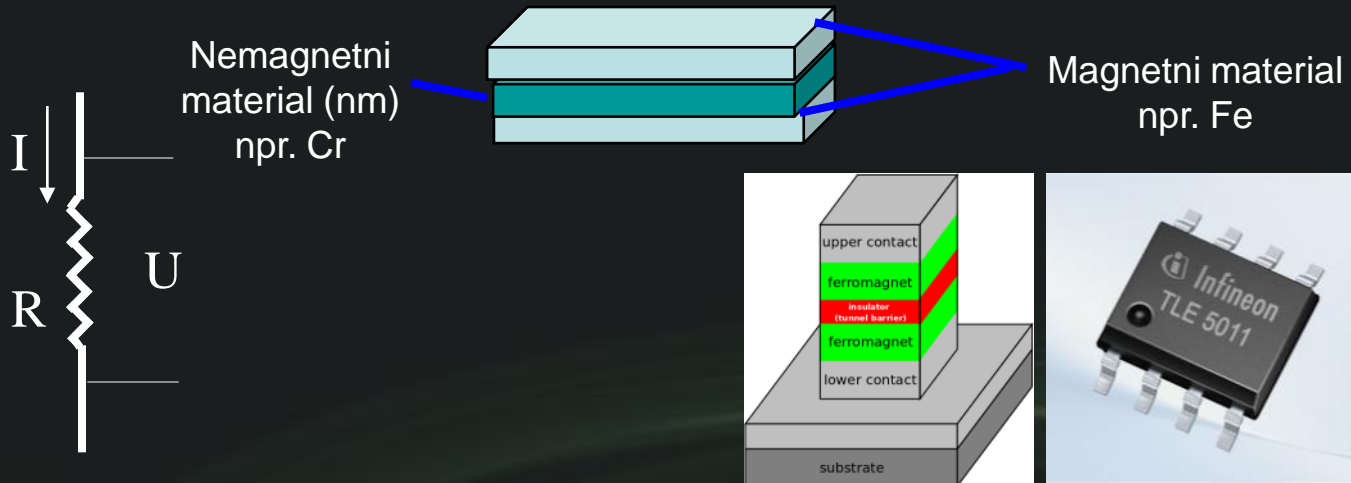 Nemagnetni
material (nm)
npr. Cr
Magnetni material
npr. Fe
I
R
U
upper contact
ferromagnet
insulator
(tunnel barrier)
ferromagnet
lower contact
substrate
Infineon
TLE 5011